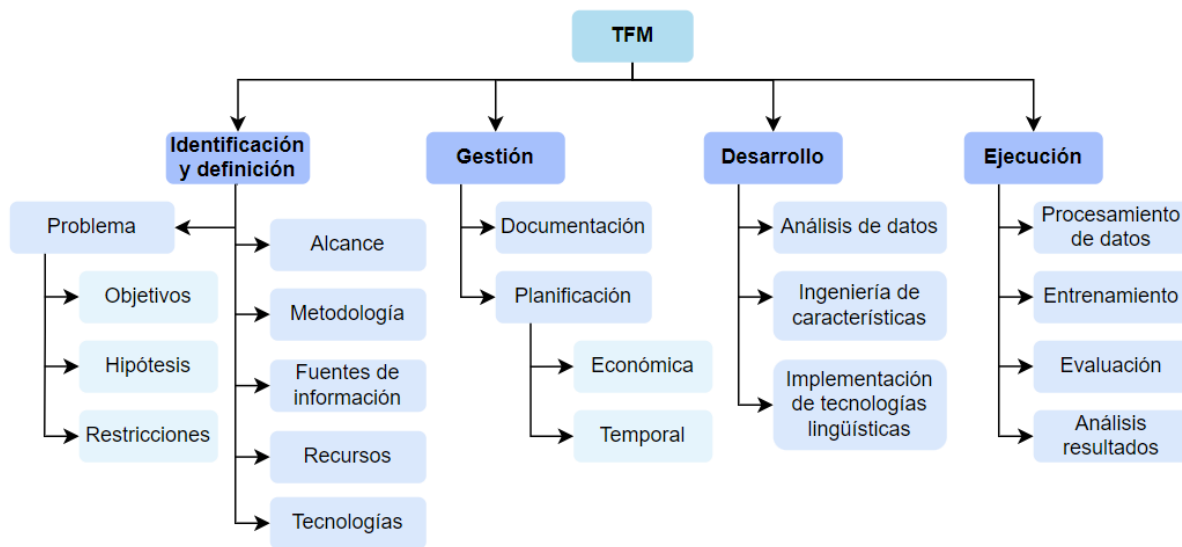 TFM
Identificación
y definición
Gestión
Desarrollo
Ejecución
Problema
Objetivos
Hipótesis
Restricciones
Alcance
Metodología
Fuentes de
información
Recursos
Tecnologías
Documentación
Planificación
Económica
Temporal
Análisis de datos
Ingeniería de
características
Implementación
de tecnologías
lingüísticas
Procesamiento
de datos
Entrenamiento
Evaluación
Análisis
resultados